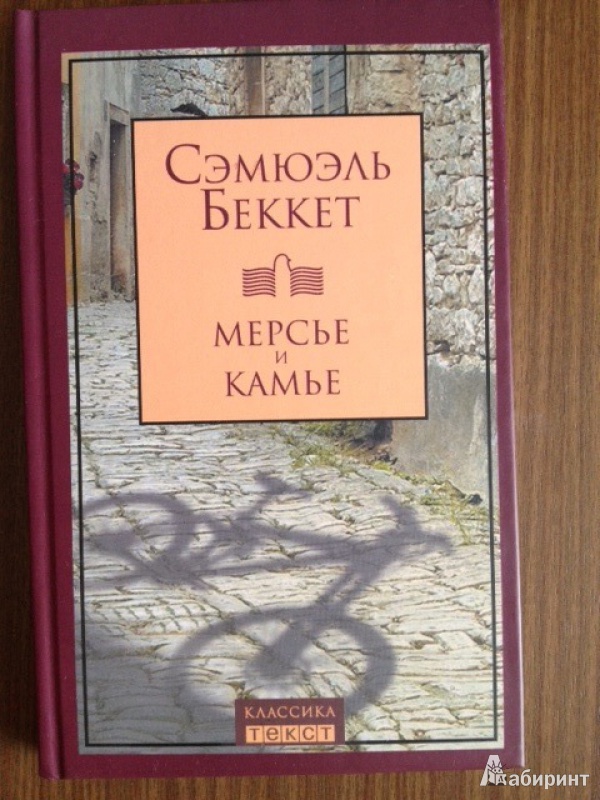 Сэмюэль
Беккет
мерсье
и
камье
классика
текст
Лабиринт